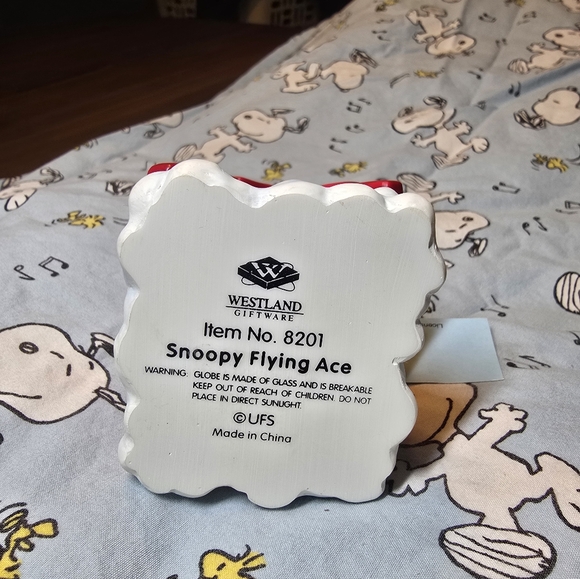 W
WESTLAND
GIFTWARE
Item No. 8201
Snoopy Flying Ace
WARNING: GLOBE IS MADE OF GLASS AND IS BREAKABLE
KEEP OUT OF REACH OF CHILDREN. DO NOT
PLACE IN DIRECT SUNLIGHT.
©UFS
Made in China